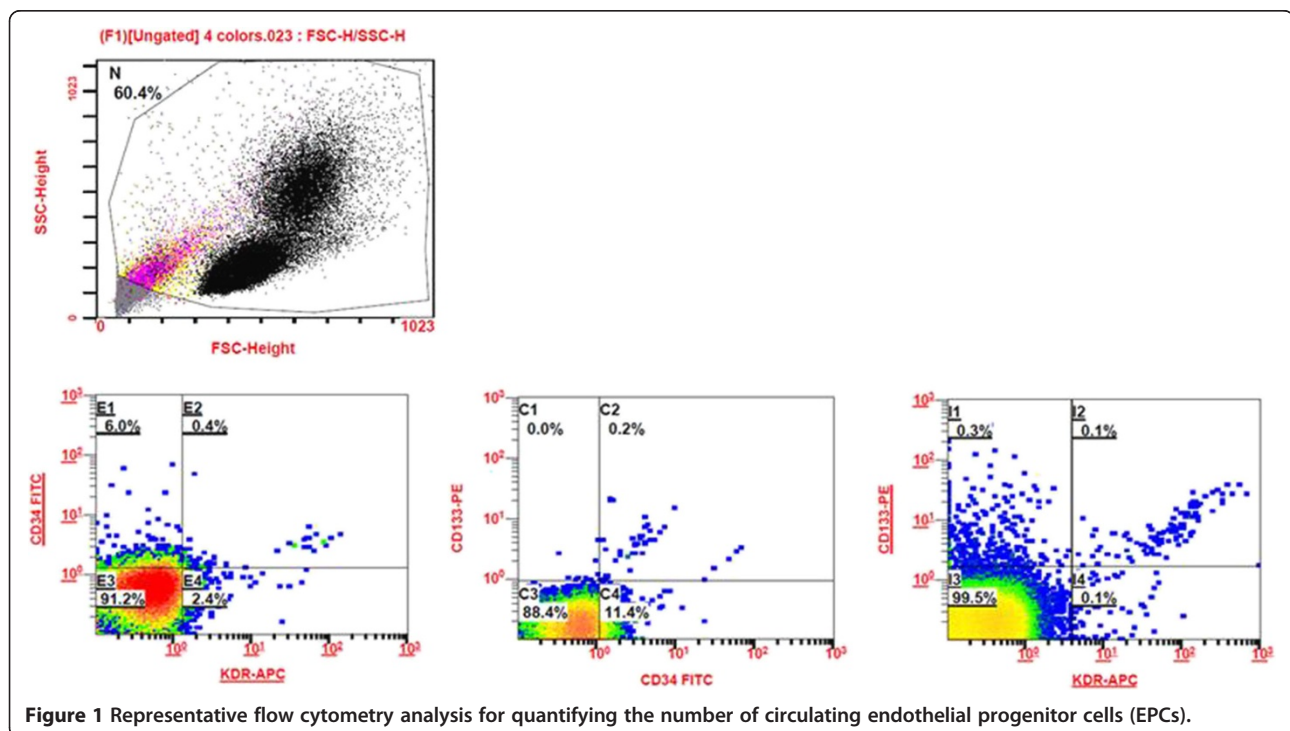 (F1)[Ungated] 4 colors.023 : FSC-H/SSC-H
N
60.4%
1023
SSC-Height
0
0 1023
FSC-Height
10³
10²
10¹
10⁰
CD34 FITC
E1
6.0%
E2
0.4%
E3
91.2%
E4
2.4%
10⁰ 10¹ 10² 10³
KDR-APC
10³
10²
10¹
10⁰
CD133-PE
C1
0.0%
C2
0.2%
C3
88.4%
C4
11.4%
10⁰ 10¹ 10² 10³
CD34 FITC
10³
10²
10¹
10⁰
CD133-PE
I1
0.3%
I2
0.1%
I3
99.5%
I4
0.1%
10⁰ 10¹ 10² 10³
KDR-APC
Figure 1 Representative flow cytometry analysis for quantifying the number of circulating endothelial progenitor cells (EPCs).